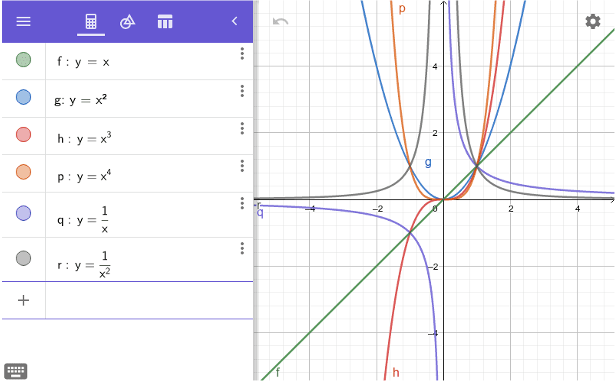 f : y = x
g: y = x²
h : y = x³
p : y = x⁴
q : y = 1/x
r : y = 1/x²
+
p
4
2
g
-4
-2
0
2
4
r
q
-2
-4
f
h